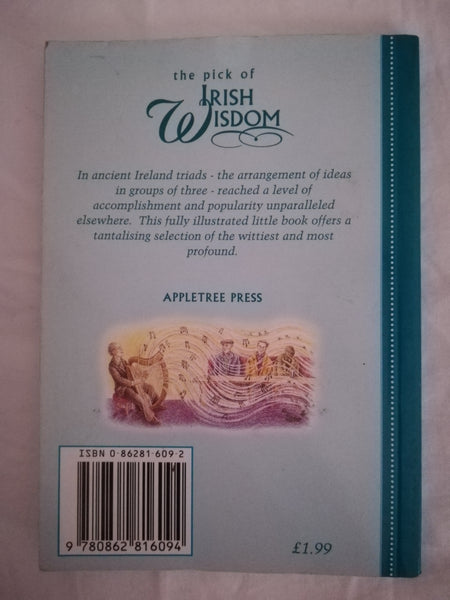 the pick of
IRISH
WISDOM
In ancient Ireland triads - the arrangement of ideas
in groups of three - reached a level of
accomplishment and popularity unparalleled
elsewhere. This fully illustrated little book offers a
tantalising selection of the wittiest and most
profound.
APPLETREE PRESS
ISBN 0-86281-609-2
9 780862 816094
£1.99